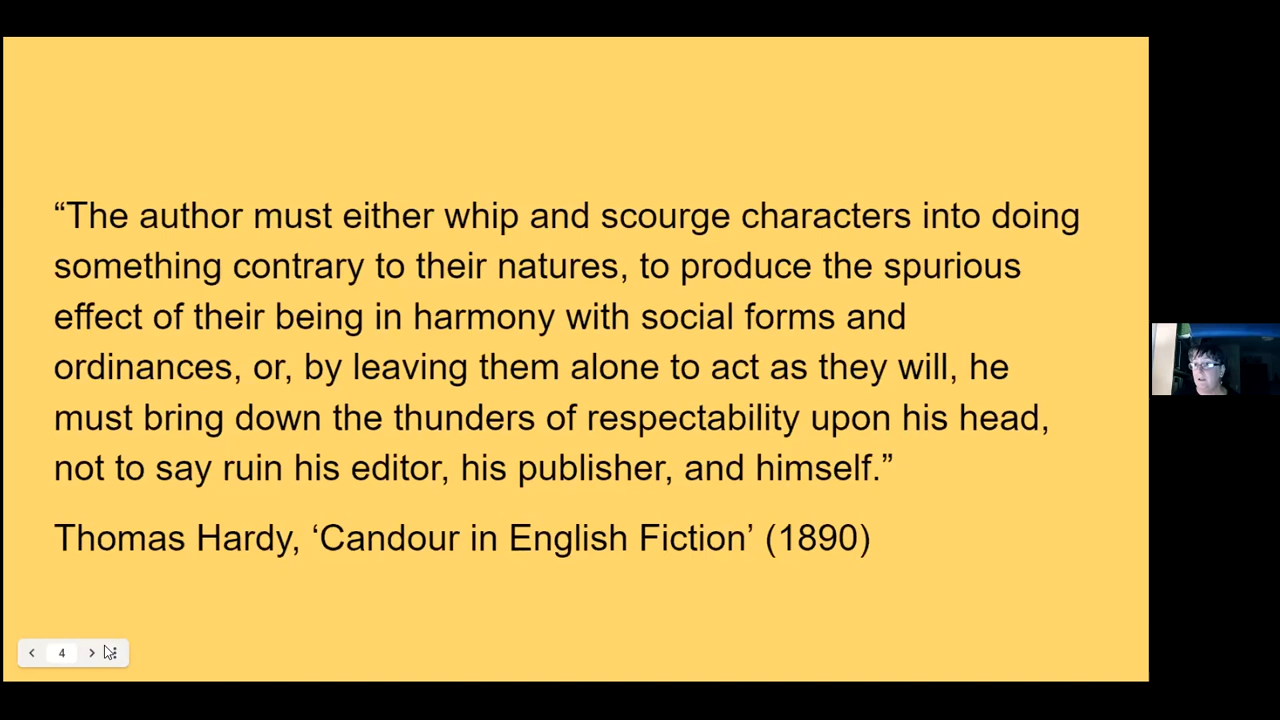 “The author must either whip and scourge characters into doing
something contrary to their natures, to produce the spurious
effect of their being in harmony with social forms and
ordinances, or, by leaving them alone to act as they will, he
must bring down the thunders of respectability upon his head,
not to say ruin his editor, his publisher, and himself.”
Thomas Hardy, ‘Candour in English Fiction’ (1890)
4